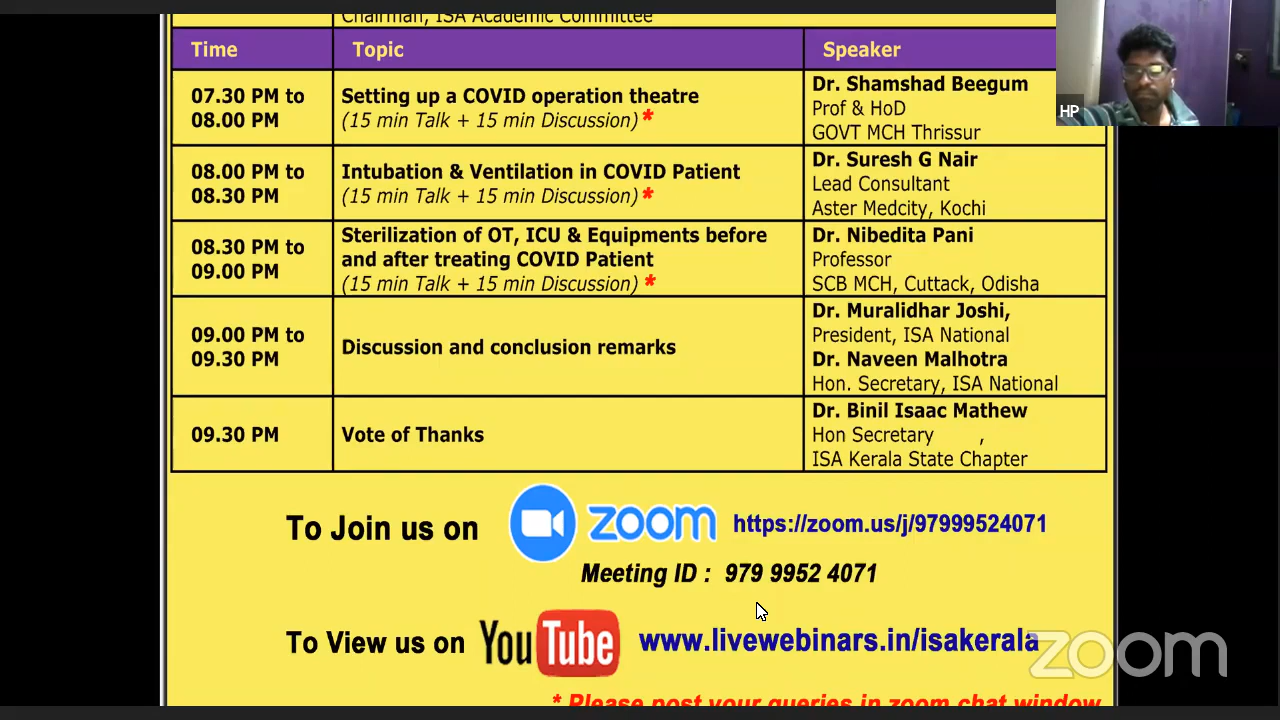 Chairman, ISA Academic Committee
Time Topic Speaker
07.30 PM to
08.00 PM
Setting up a COVID operation theatre
(15 min Talk + 15 min Discussion) *
Dr. Shamshad Beegum
Prof & HoD
GOVT MCH Thrissur
08.00 PM to
08.30 PM
Intubation & Ventilation in COVID Patient
(15 min Talk + 15 min Discussion) *
Dr. Suresh G Nair
Lead Consultant
Aster Medcity, Kochi
08.30 PM to
09.00 PM
Sterilization of OT, ICU & Equipments before
and after treating COVID Patient
(15 min Talk + 15 min Discussion) *
Dr. Nibedita Pani
Professor
SCB MCH, Cuttack, Odisha
09.00 PM to
09.30 PM
Discussion and conclusion remarks
Dr. Muralidhar Joshi,
President, ISA National
Dr. Naveen Malhotra
Hon. Secretary, ISA National
09.30 PM
Vote of Thanks
Dr. Binil Isaac Mathew
Hon Secretary ,
ISA Kerala State Chapter
To Join us on zoom https://zoom.us/j/97999524071
Meeting ID : 979 9952 4071
To View us on YouTube www.livewebinars.in/isakerala
* Please post your queries in zoom chat window
HP
zoom